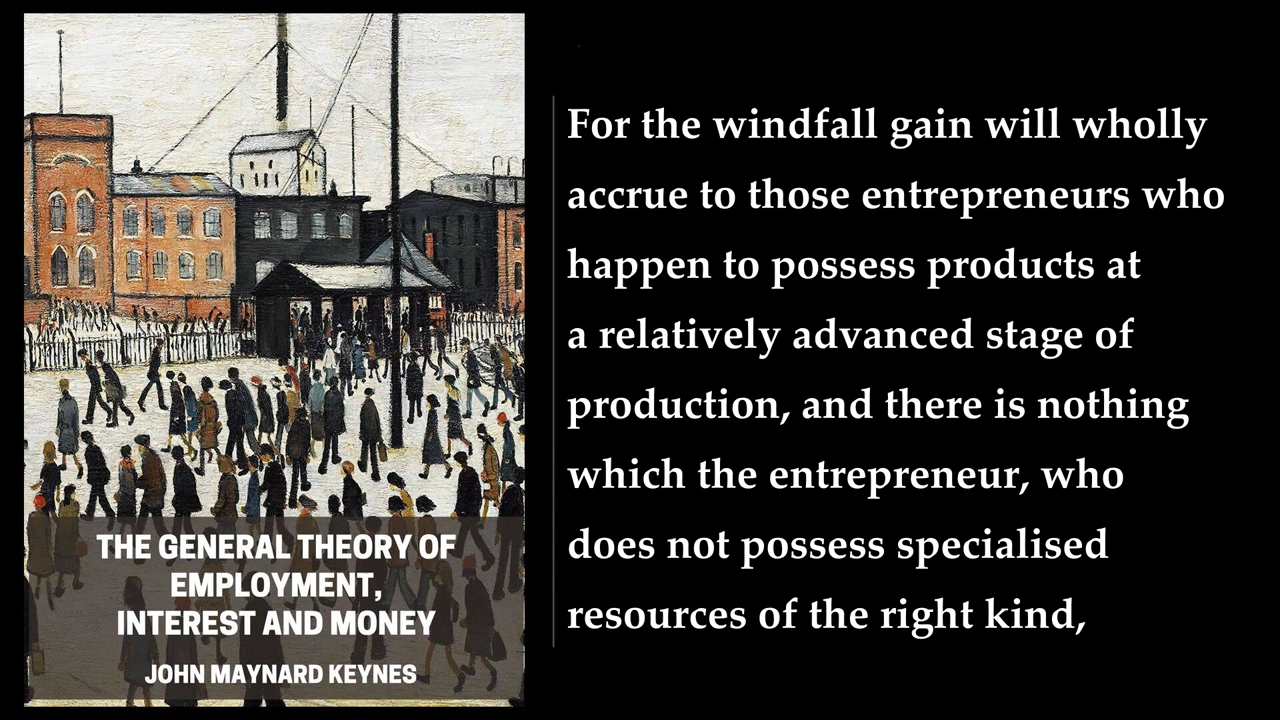 For the windfall gain will wholly
accrue to those entrepreneurs who
happen to possess products at
a relatively advanced stage of
production, and there is nothing
which the entrepreneur, who
does not possess specialised
resources of the right kind,
THE GENERAL THEORY OF
EMPLOYMENT,
INTEREST AND MONEY
JOHN MAYNARD KEYNES